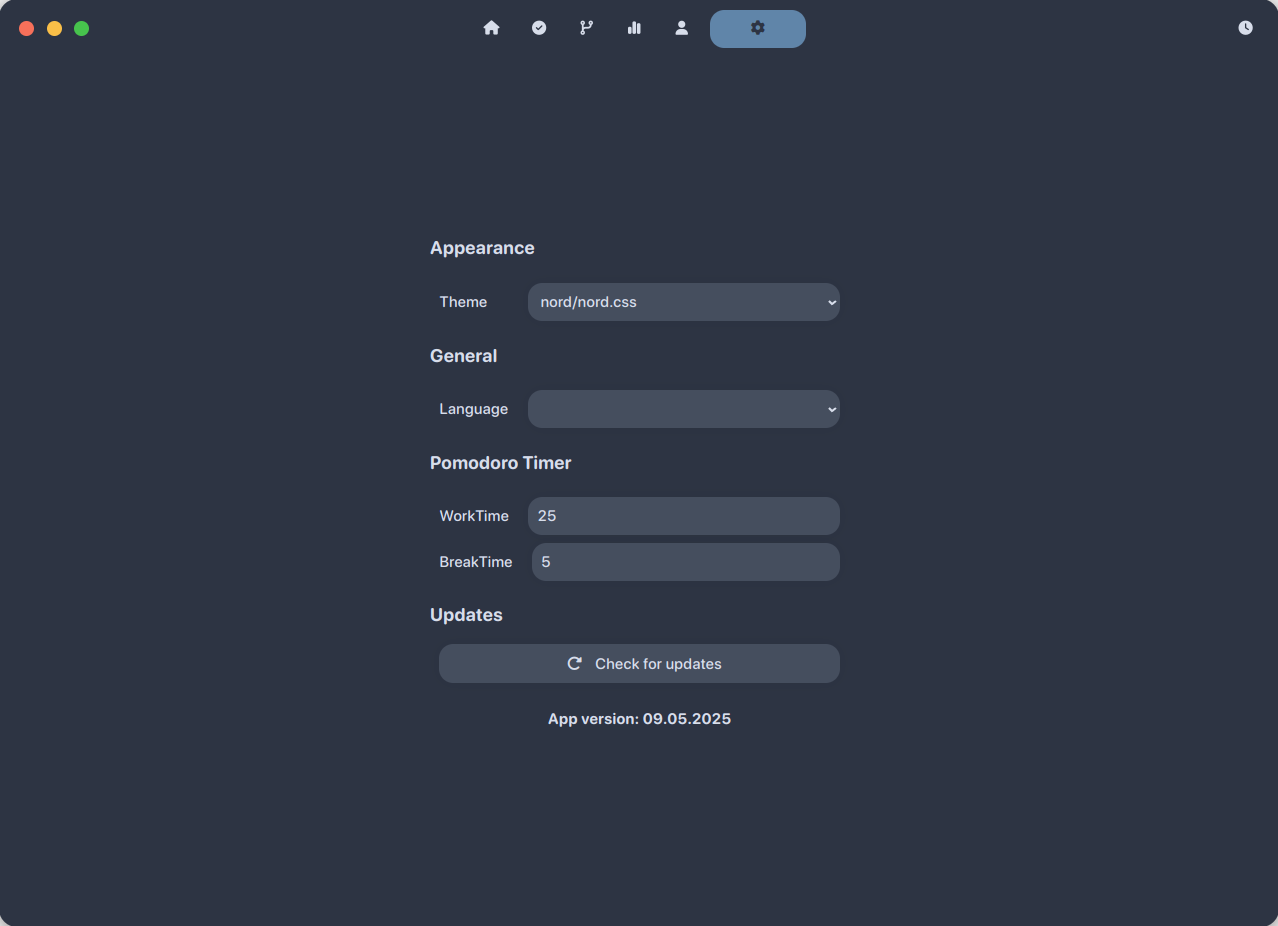 Appearance
Theme nord/nord.css
General
Language
Pomodoro Timer
WorkTime 25
BreakTime 5
Updates
Check for updates
App version: 09.05.2025